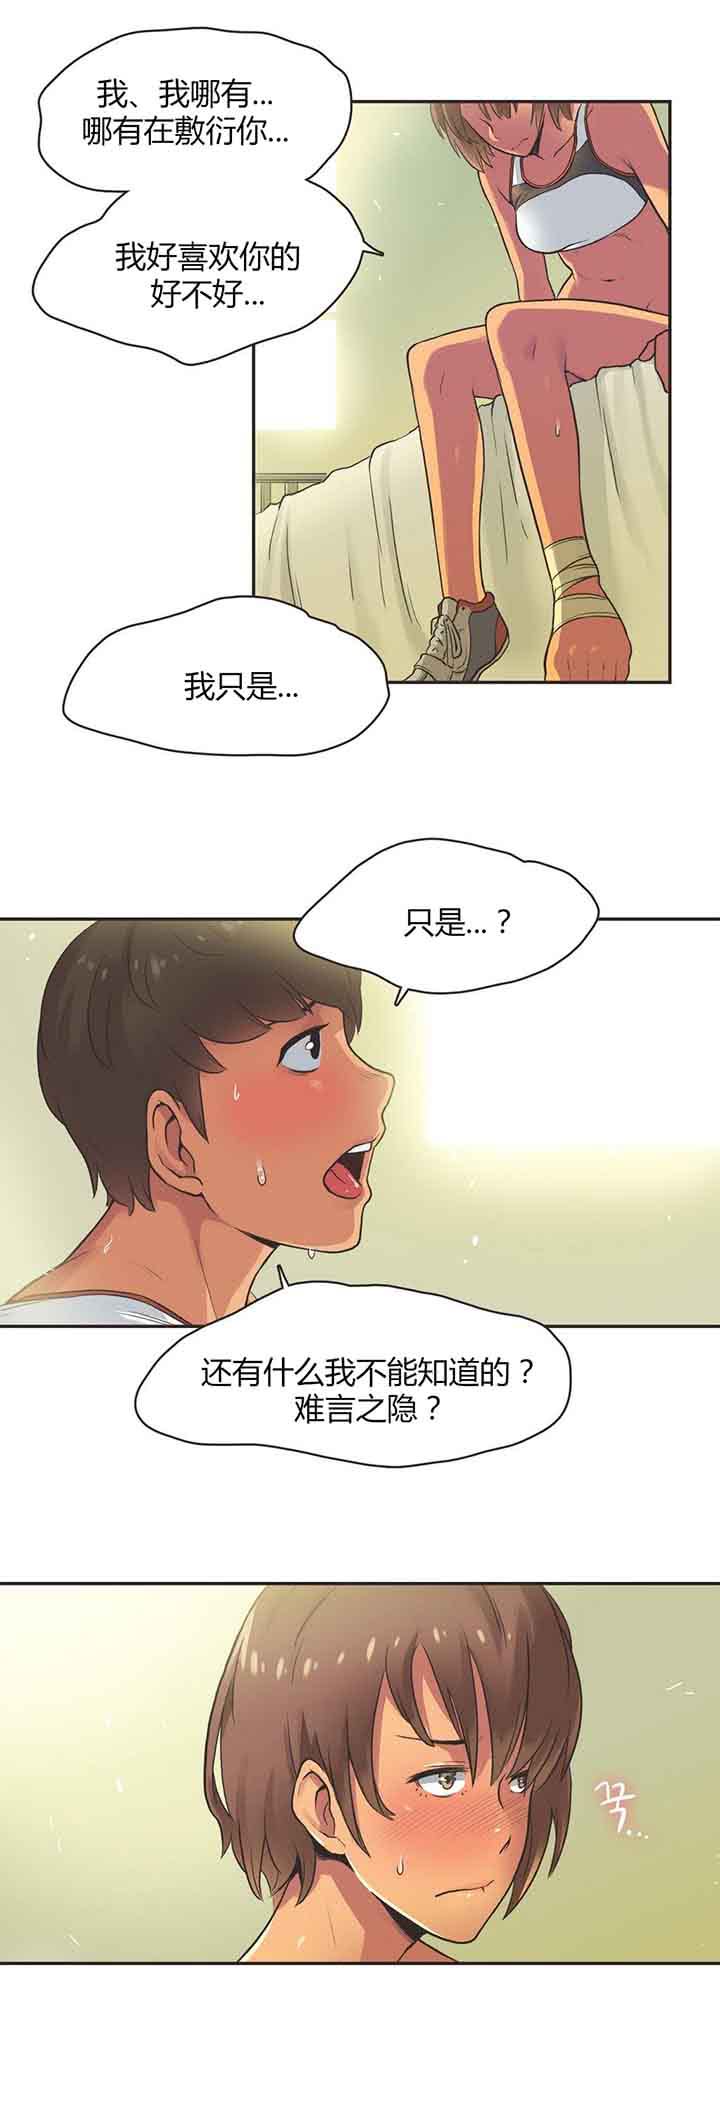 我、我哪有...
哪有在敷衍你...
我好喜欢你的
好不好...
我只是...
只是...？
还有什么我不能知道的？
难言之隐？
꾹...